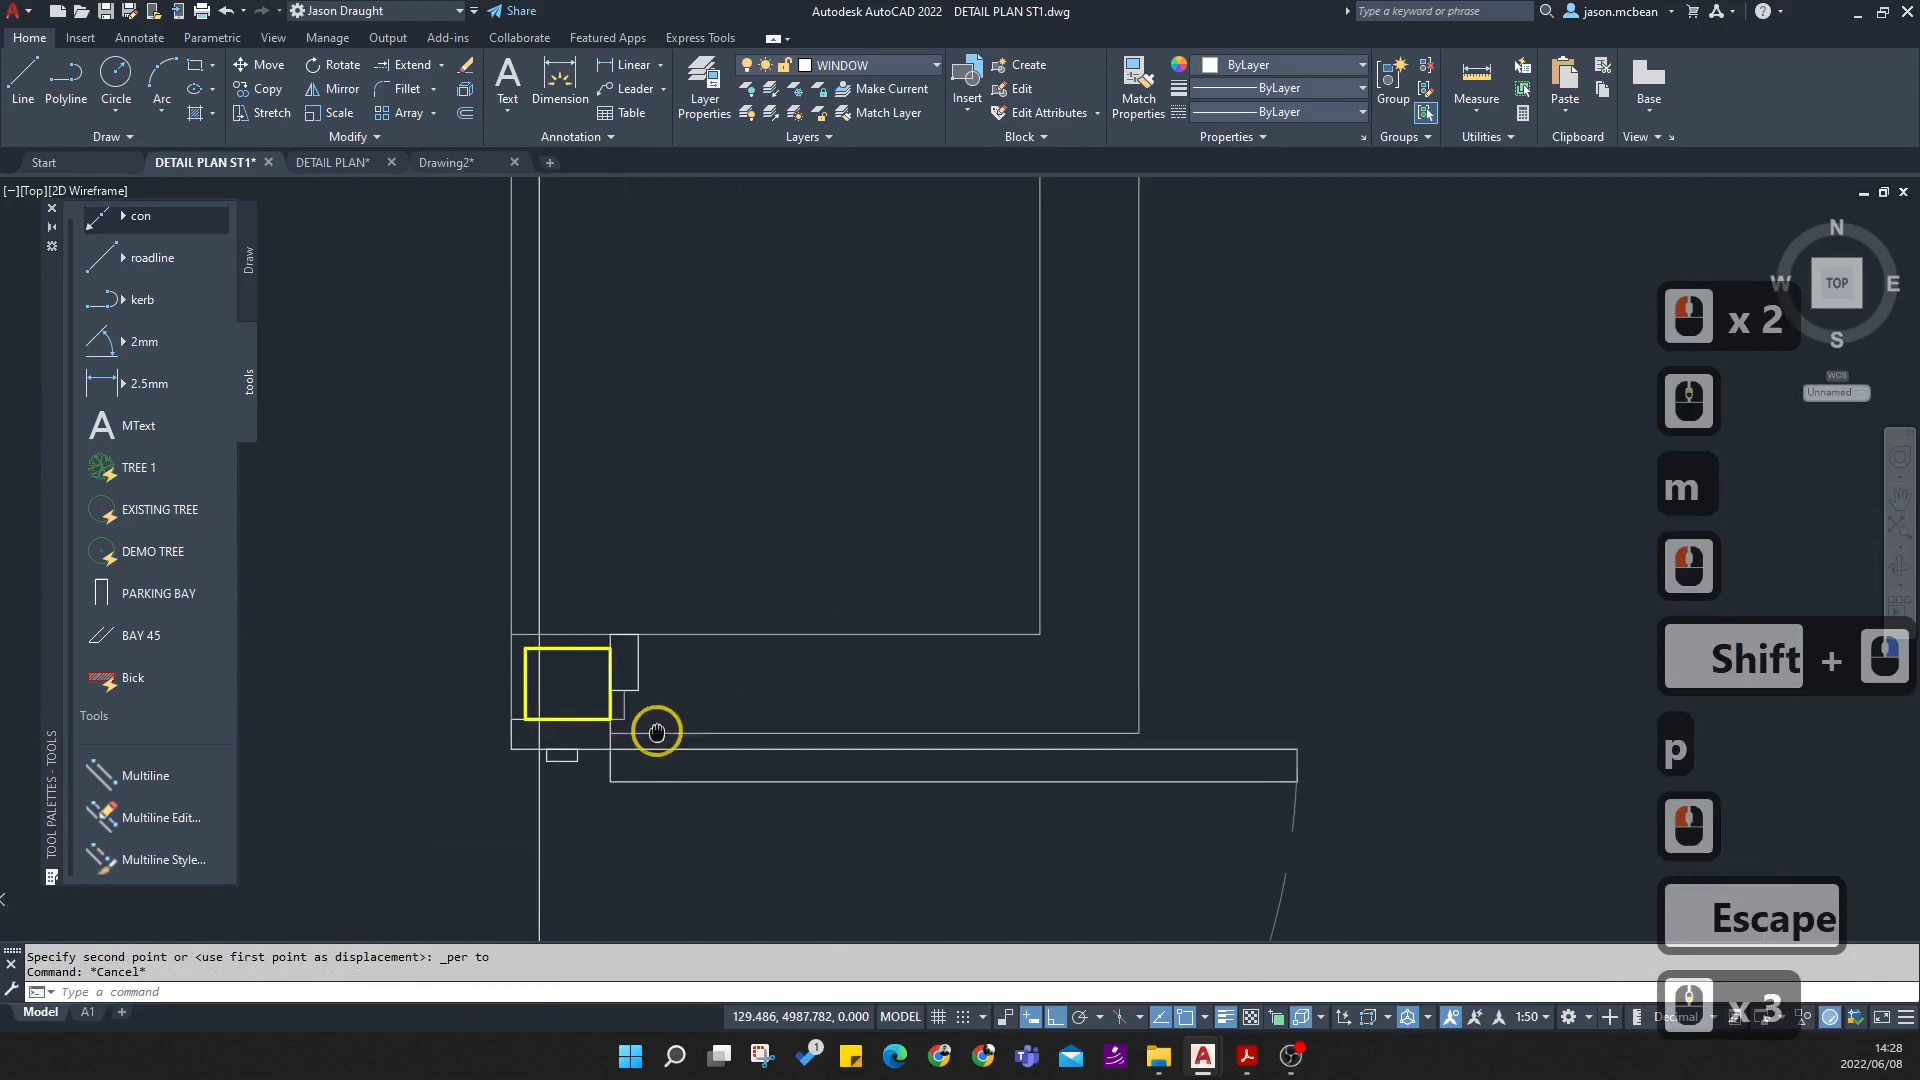 Jason Draught
Share
Autodesk AutoCAD 2022 DETAIL PLAN ST1.dwg
Type a keyword or phrase
jason.mcbean
Home Insert Annotate Parametric View Manage Output Add-ins Collaborate Featured Apps Express Tools
Line Polyline Circle Arc
Move Rotate Extend
Copy Mirror Fillet
Stretch Scale Array
Text Dimension
Linear
Leader
Table
Layer Properties
WINDOW
Make Current
Match Layer
Insert
Create
Edit
Edit Attributes
Match Properties
ByLayer
ByLayer
ByLayer
Group
Measure
Paste
Base
Draw Modify Annotation Layers Block Properties Groups Utilities Clipboard View
Start DETAIL PLAN ST1* DETAIL PLAN* Drawing2*
[−][Top][2D Wireframe]
con
roadline
kerb
2mm
2.5mm
MText
TREE 1
EXISTING TREE
DEMO TREE
PARKING BAY
BAY 45
Bick
Tools
Multiline
Multiline Edit...
Multiline Style...
Draw
tools
TOOL PALETTES - TOOLS
N
W TOP E
S
WCS
Unnamed
x 2
m
Shift +
p
Escape
x 3
Specify second point or <use first point as displacement>: _per to
Command: *Cancel*
Type a command
Model A1
129.486, 4987.782, 0.000 MODEL
1:50
Decimal
1
14:28
2022/06/08